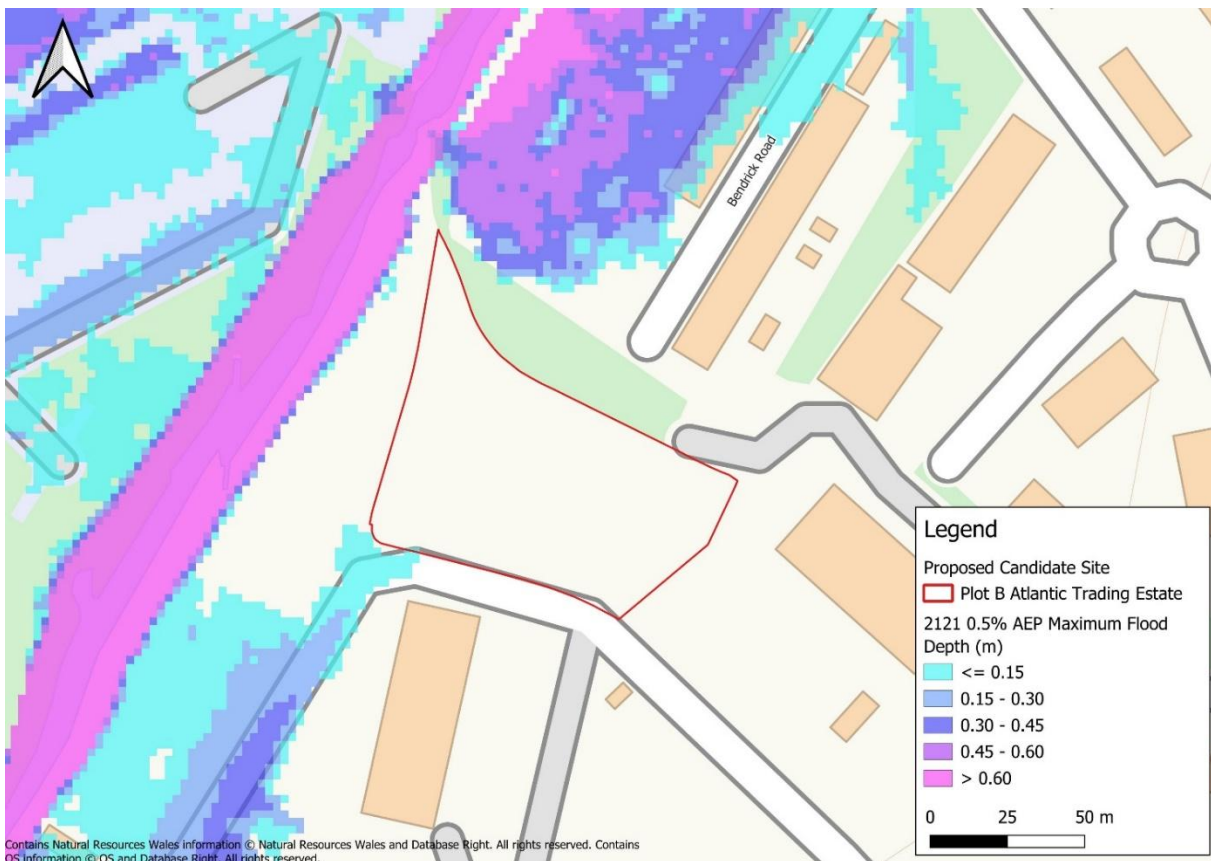 Bendrick Road
Legend
Proposed Candidate Site
Plot B Atlantic Trading Estate
2121 0.5% AEP Maximum Flood
Depth (m)
<= 0.15
0.15 - 0.30
0.30 - 0.45
0.45 - 0.60
> 0.60
0 25 50 m
Contains Natural Resources Wales information © Natural Resources Wales and Database Right. All rights reserved. Contains
OS information © OS and Database Right. All rights reserved.